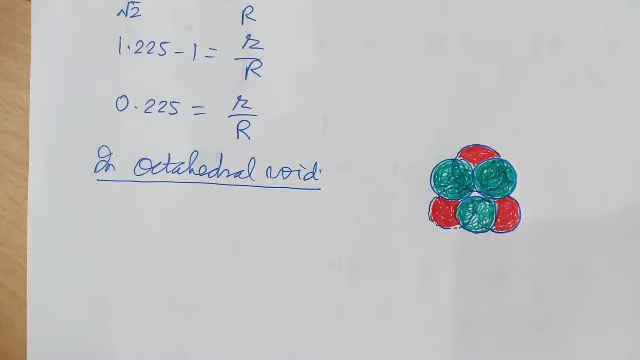 √2 R
1.225 - 1 = r/R
0.225 = r/R
In octahedral void: